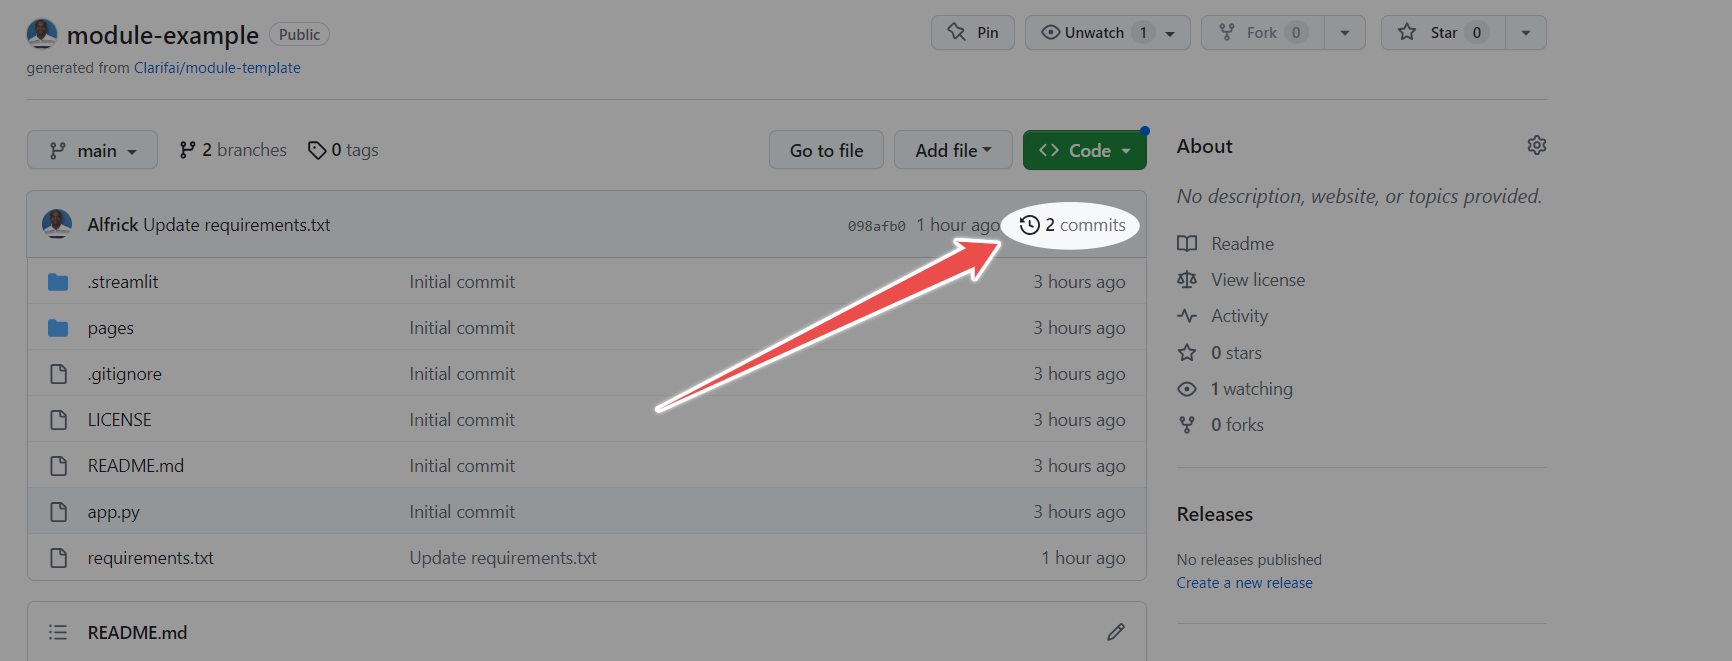 module-example Public
Pin Unwatch 1 Fork 0 Star 0
generated from Clarifai/module-template
main 2 branches 0 tags Go to file Add file Code
Alfrick Update requirements.txt 098afb0 1 hour ago 2 commits
.streamlit Initial commit 3 hours ago
pages Initial commit 3 hours ago
.gitignore Initial commit 3 hours ago
LICENSE Initial commit 3 hours ago
README.md Initial commit 3 hours ago
app.py Initial commit 3 hours ago
requirements.txt Update requirements.txt 1 hour ago
README.md
About
No description, website, or topics provided.
Readme
View license
Activity
0 stars
1 watching
0 forks
Releases
No releases published
Create a new release